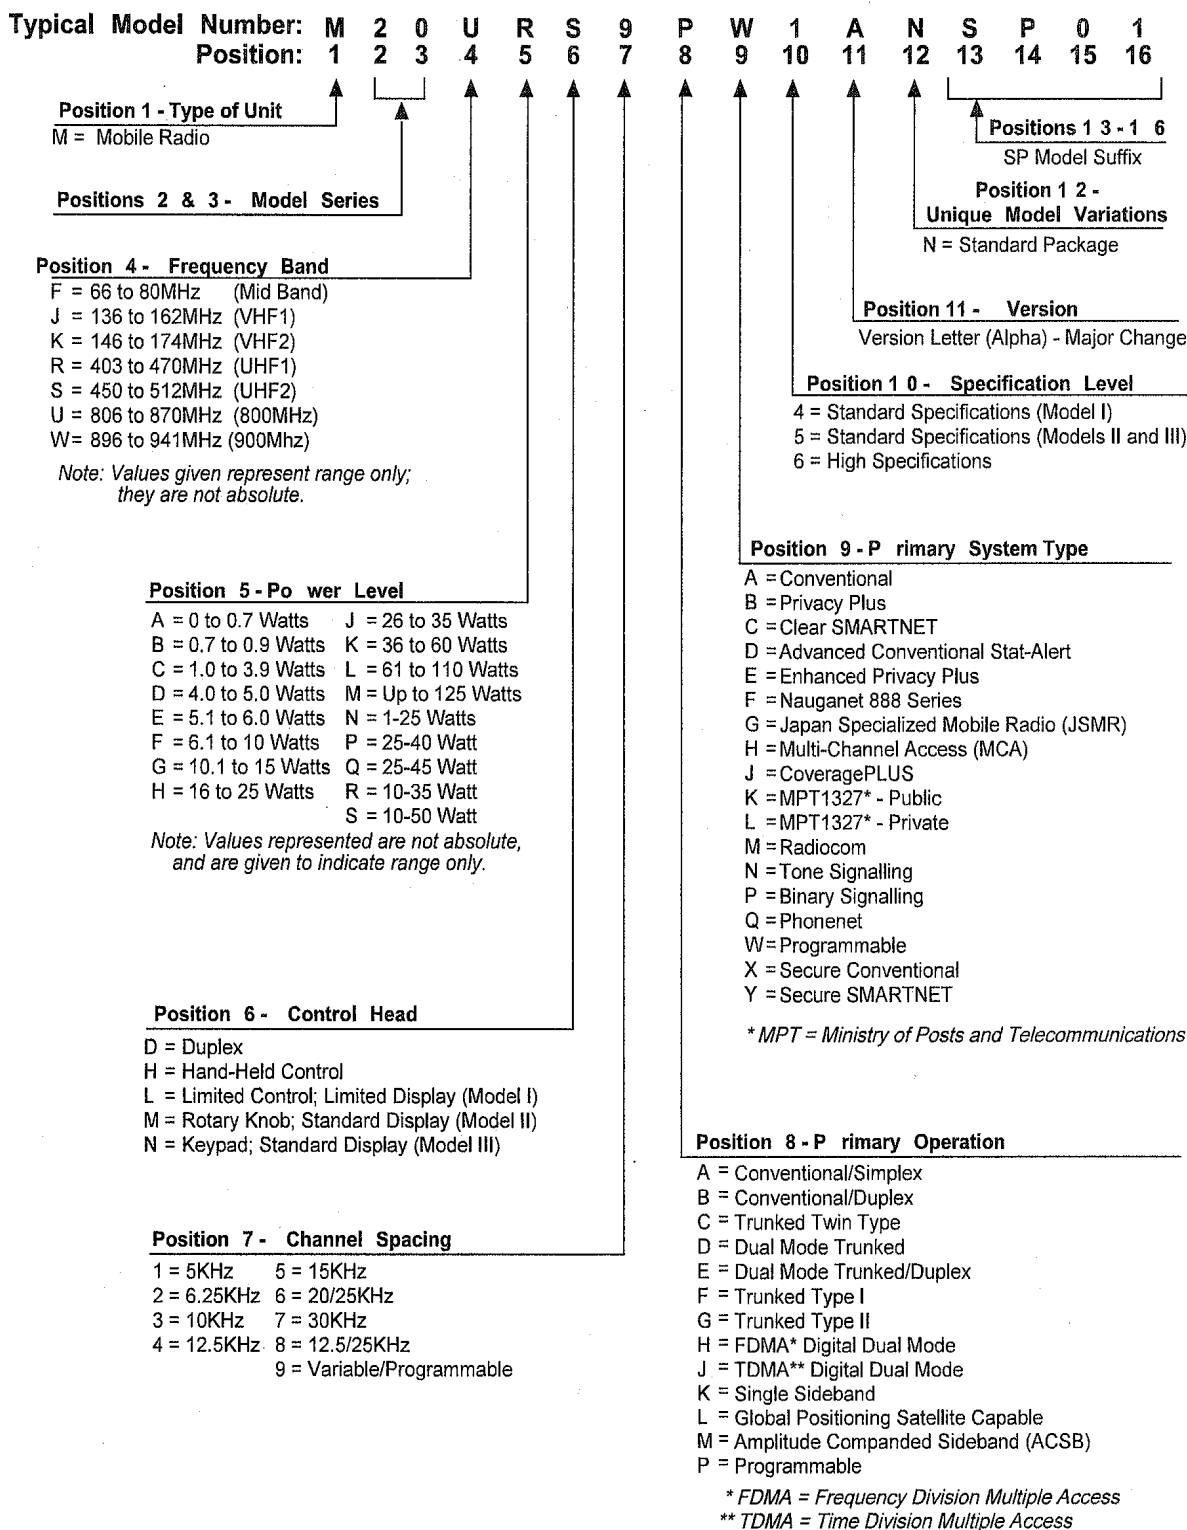 Typical Model Number: M 2 0 U R S 9 P W 1 A N S P 0 1
Position: 1 2 3 4 5 6 7 8 9 10 11 12 13 14 15 16
Position 1 - Type of Unit
M = Mobile Radio
Positions 2 & 3 - Model Series
Position 4 - Frequency Band
F = 66 to 80MHz (Mid Band)
J = 136 to 162MHz (VHF1)
K = 146 to 174MHz (VHF2)
R = 403 to 470MHz (UHF1)
S = 450 to 512MHz (UHF2)
U = 806 to 870MHz (800MHz)
W= 896 to 941MHz (900Mhz)
Note: Values given represent range only;
they are not absolute.
Position 5 - Po wer Level
A = 0 to 0.7 Watts J = 26 to 35 Watts
B = 0.7 to 0.9 Watts K = 36 to 60 Watts
C = 1.0 to 3.9 Watts L = 61 to 110 Watts
D = 4.0 to 5.0 Watts M = Up to 125 Watts
E = 5.1 to 6.0 Watts N = 1-25 Watts
F = 6.1 to 10 Watts P = 25-40 Watt
G = 10.1 to 15 Watts Q = 25-45 Watt
H = 16 to 25 Watts R = 10-35 Watt
S = 10-50 Watt
Note: Values represented are not absolute,
and are given to indicate range only.
Position 6 - Control Head
D = Duplex
H = Hand-Held Control
L = Limited Control; Limited Display (Model I)
M = Rotary Knob; Standard Display (Model II)
N = Keypad; Standard Display (Model III)
Position 7 - Channel Spacing
1 = 5KHz 5 = 15KHz
2 = 6.25KHz 6 = 20/25KHz
3 = 10KHz 7 = 30KHz
4 = 12.5KHz 8 = 12.5/25KHz
9 = Variable/Programmable
Positions 1 3 - 1 6
SP Model Suffix
Position 1 2 -
Unique Model Variations
N = Standard Package
Position 11 - Version
Version Letter (Alpha) - Major Change
Position 1 0 - Specification Level
4 = Standard Specifications (Model I)
5 = Standard Specifications (Models II and III)
6 = High Specifications
Position 9 - P rimary System Type
A = Conventional
B = Privacy Plus
C = Clear SMARTNET
D = Advanced Conventional Stat-Alert
E = Enhanced Privacy Plus
F = Nauganet 888 Series
G = Japan Specialized Mobile Radio (JSMR)
H = Multi-Channel Access (MCA)
J = CoveragePLUS
K = MPT1327* - Public
L = MPT1327* - Private
M = Radiocom
N = Tone Signalling
P = Binary Signalling
Q = Phonenet
W= Programmable
X = Secure Conventional
Y = Secure SMARTNET
* MPT = Ministry of Posts and Telecommunications
Position 8 - P rimary Operation
A = Conventional/Simplex
B = Conventional/Duplex
C = Trunked Twin Type
D = Dual Mode Trunked
E = Dual Mode Trunked/Duplex
F = Trunked Type I
G = Trunked Type II
H = FDMA* Digital Dual Mode
J = TDMA** Digital Dual Mode
K = Single Sideband
L = Global Positioning Satellite Capable
M = Amplitude Companded Sideband (ACSB)
P = Programmable
* FDMA = Frequency Division Multiple Access
** TDMA = Time Division Multiple Access